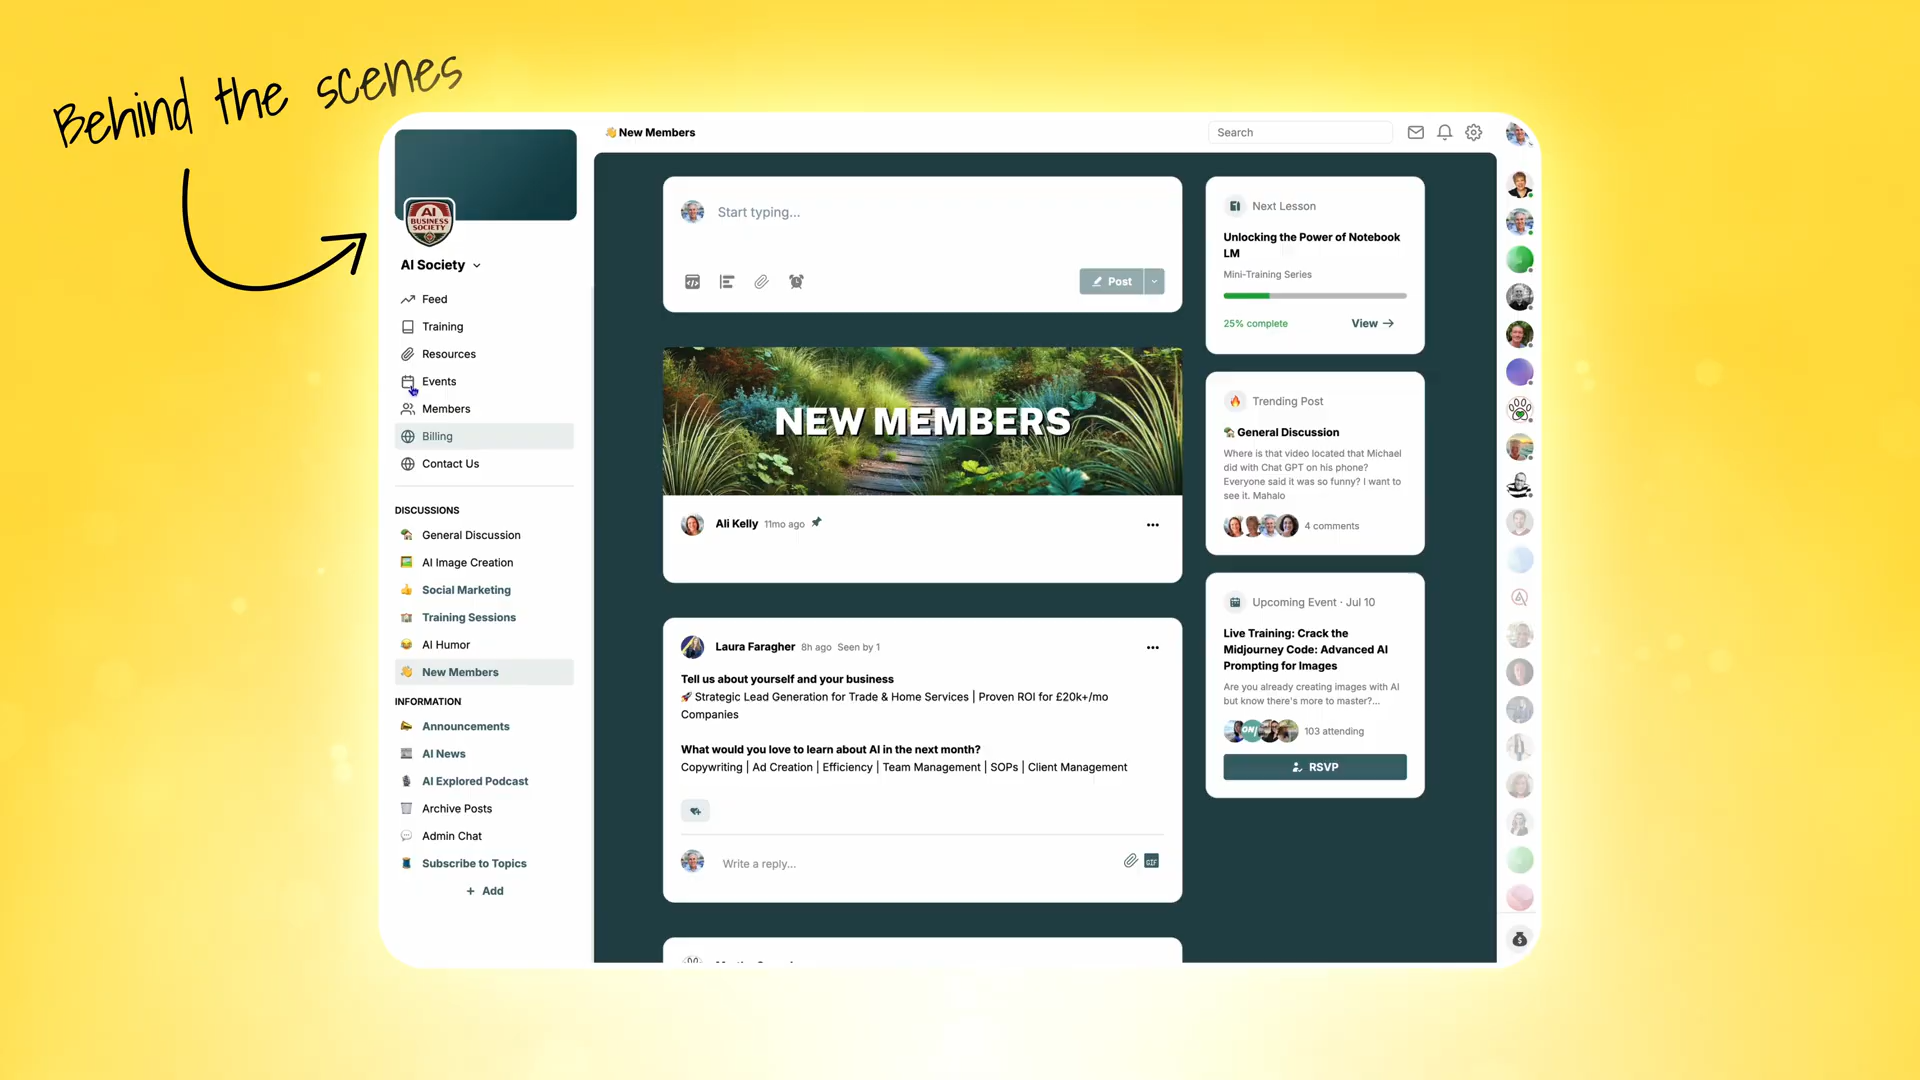 Behind the scenes
AI
BUSINESS
SOCIETY
AI Society
Feed
Training
Resources
Events
Members
Billing
Contact Us
DISCUSSIONS
General Discussion
AI Image Creation
Social Marketing
Training Sessions
AI Humor
New Members
INFORMATION
Announcements
AI News
AI Explored Podcast
Archive Posts
Admin Chat
Subscribe to Topics
+ Add
New Members
Search
Start typing...
Post
NEW MEMBERS
Ali Kelly 11mo ago
Laura Faragher 8h ago Seen by 1
Tell us about yourself and your business
🚀 Strategic Lead Generation for Trade & Home Services | Proven ROI for £20k+/mo
Companies
What would you love to learn about AI in the next month?
Copywriting | Ad Creation | Efficiency | Team Management | SOPs | Client Management
Write a reply...
GIF
Next Lesson
Unlocking the Power of Notebook
LM
Mini-Training Series
25% complete
View →
Trending Post
General Discussion
Where is that video located that Michael
did with Chat GPT on his phone?
Everyone said it was so funny? I want to
see it. Mahalo
4 comments
Upcoming Event · Jul 10
Live Training: Crack the
Midjourney Code: Advanced AI
Prompting for Images
Are you already creating images with AI
but know there's more to master?...
103 attending
RSVP